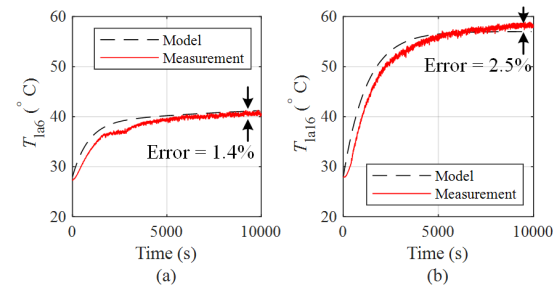 60
50
40
30
20
T_la6 (°C)
Model
Measurement
Error = 1.4%
0
5000
10000
Time (s)
(a)
60
50
40
30
20
T_la16 (°C)
Error = 2.5%
Model
Measurement
0
5000
10000
Time (s)
(b)